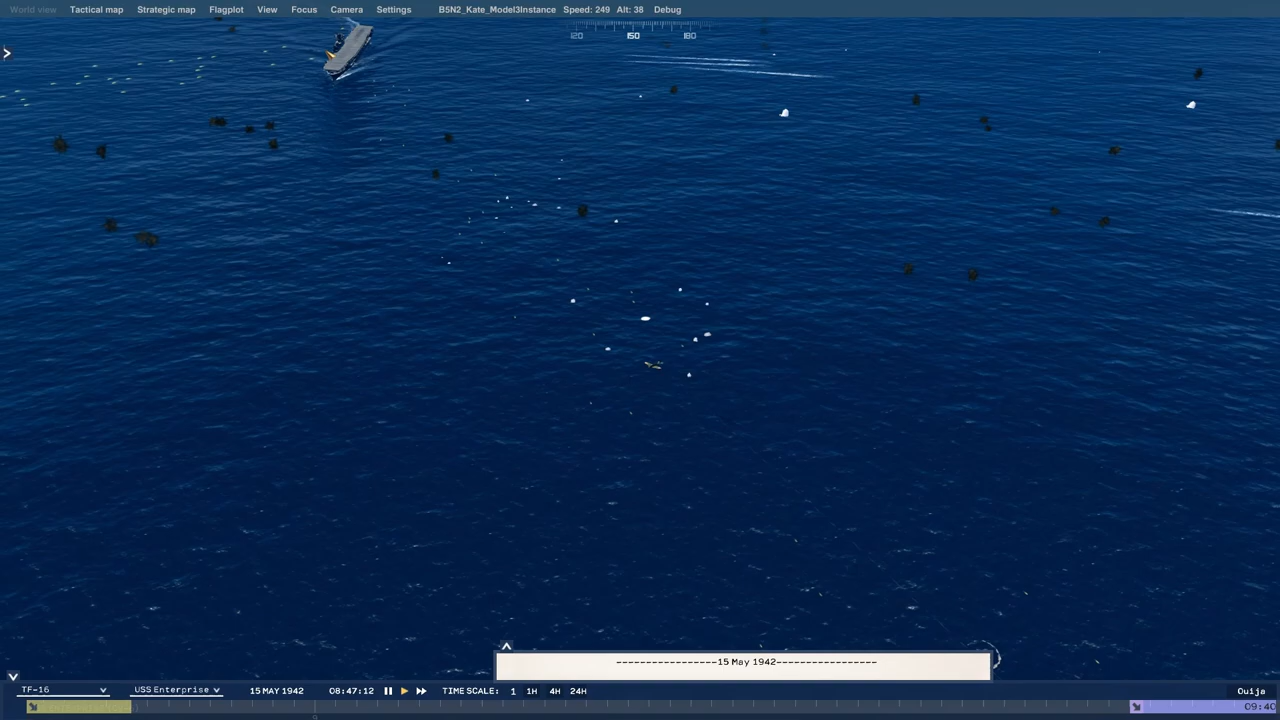 World view Tactical map Strategic map Flagplot View Focus Camera Settings B5N2_Kate_Model3Instance Speed: 249 Alt: 38 Debug
120 150 180
-----------------15 May 1942-----------------
TF-16 USS Enterprise 15 MAY 1942 08:47:12 TIME SCALE: 1 1H 4H 24H Ouija
09:40